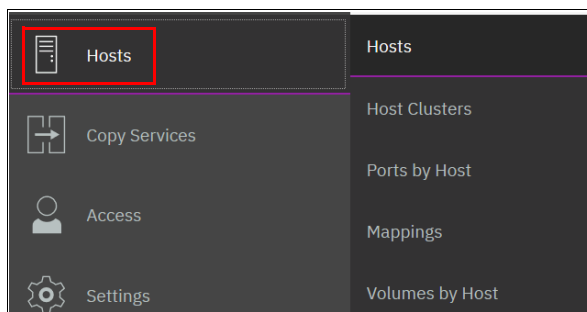 Hosts
Copy Services
Access
Settings
Hosts
Host Clusters
Ports by Host
Mappings
Volumes by Host